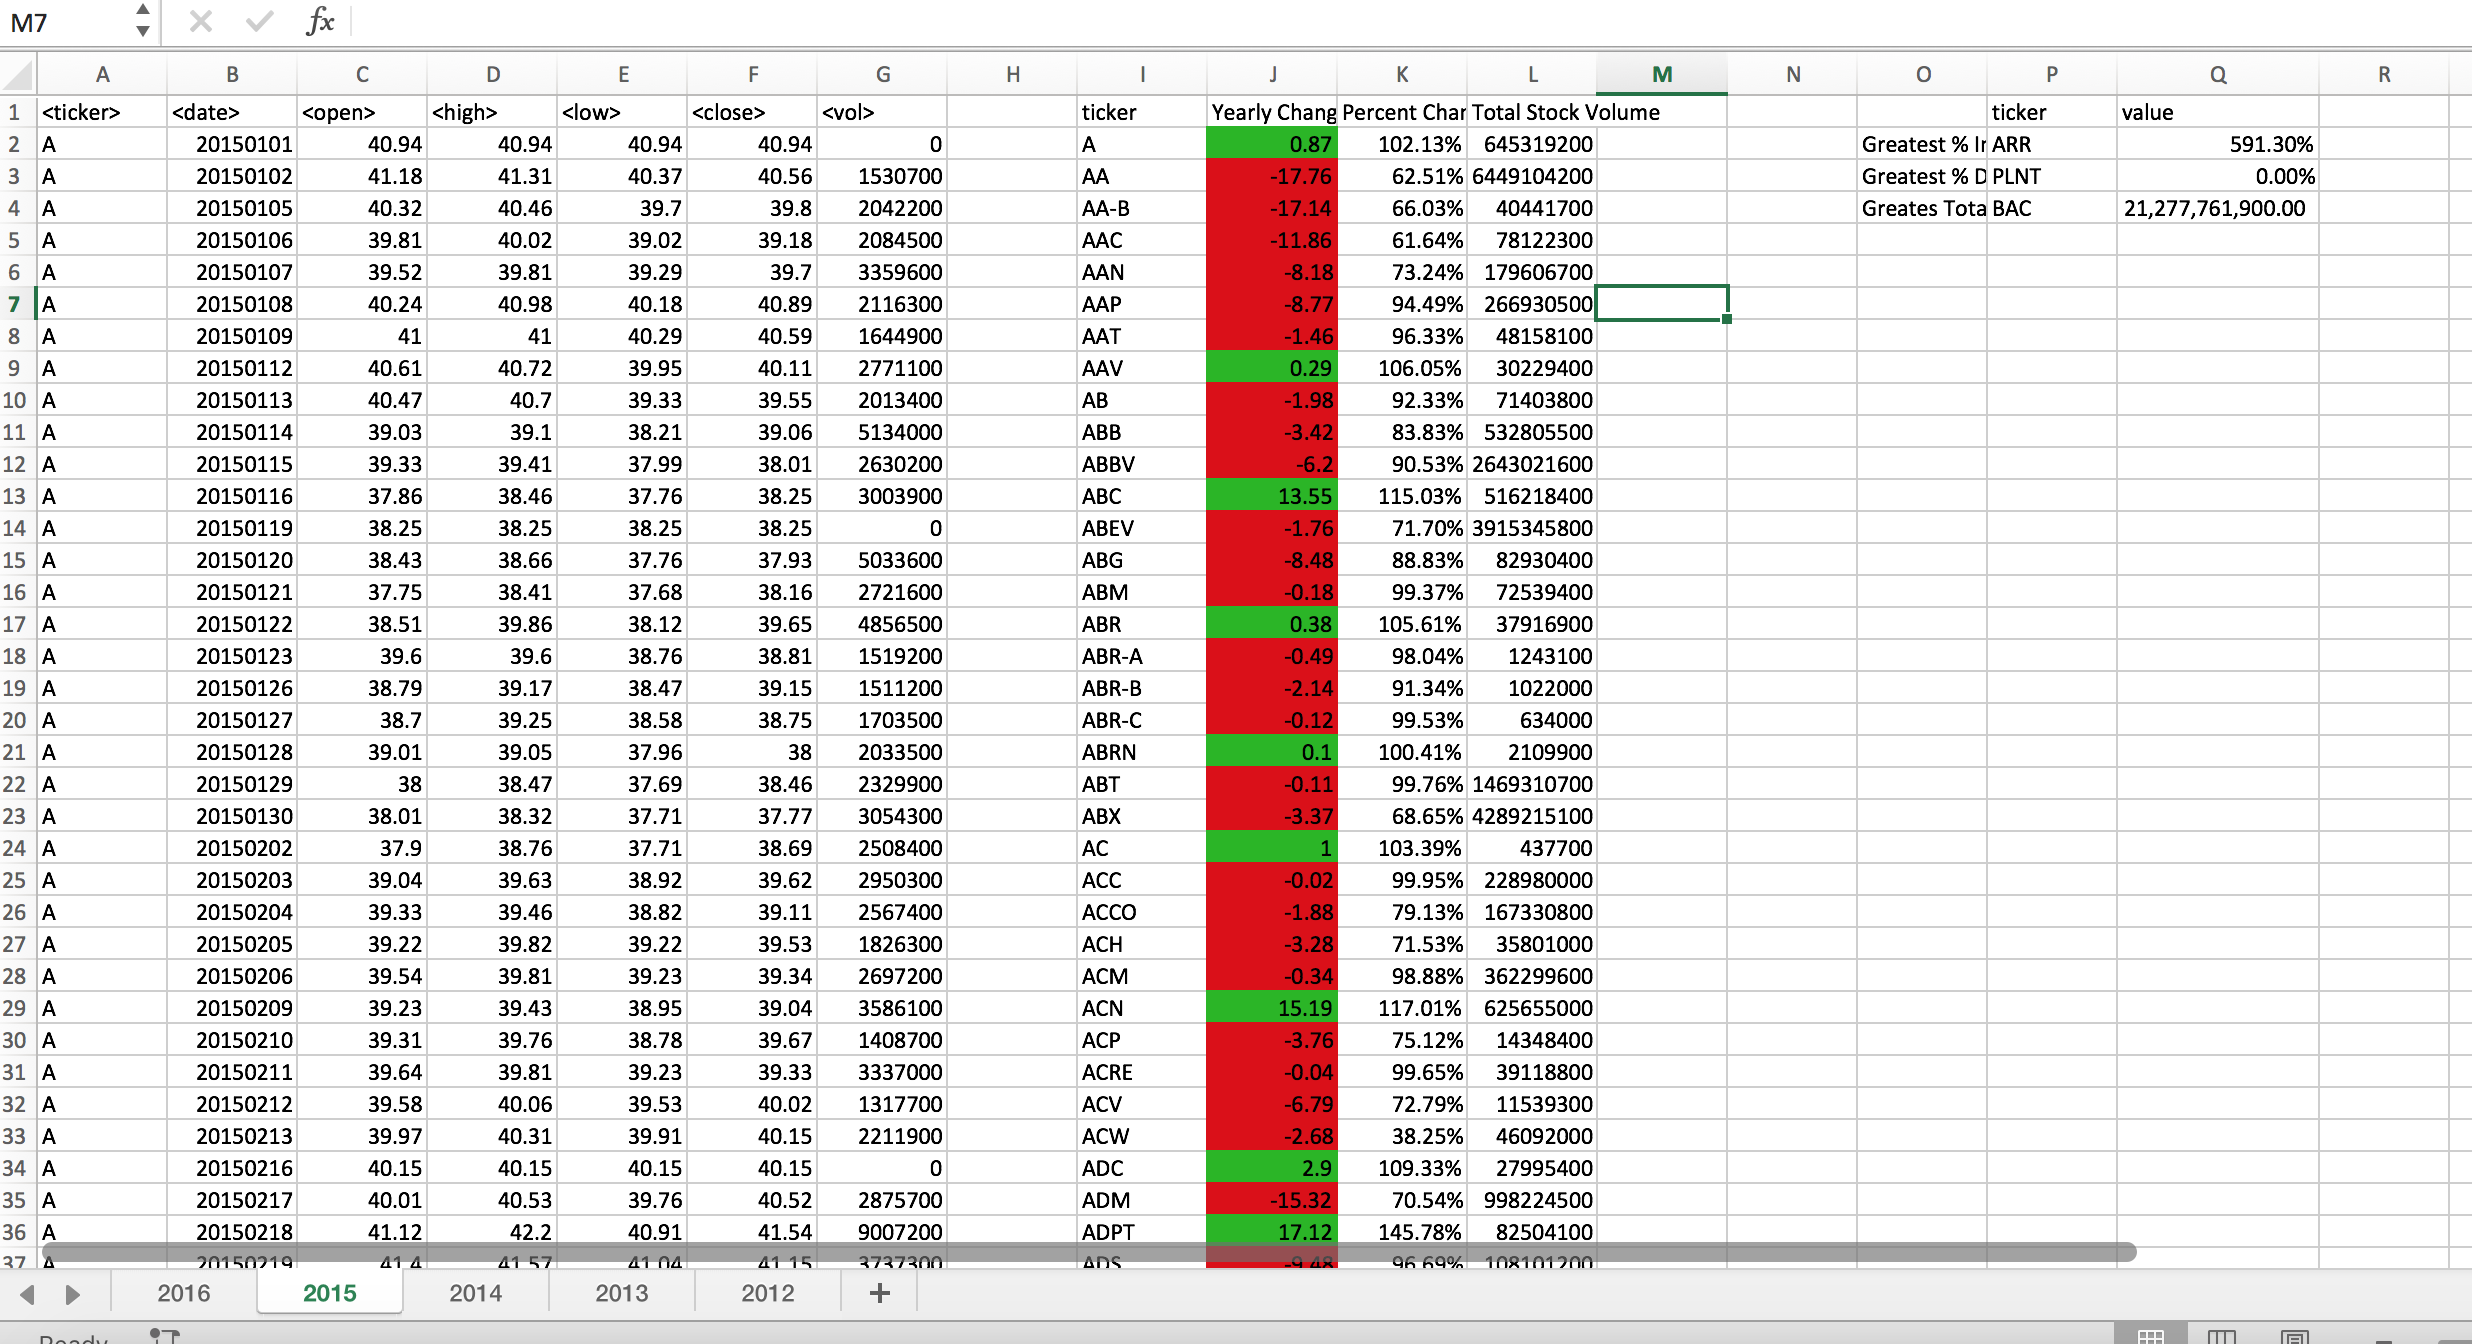 M7 fx
A B C D E F G H I J K L M N O P Q R
1 <ticker> <date> <open> <high> <low> <close> <vol> ticker Yearly Chang Percent Char Total Stock Volume ticker value
2 A 20150101 40.94 40.94 40.94 40.94 0 A 0.87 102.13% 645319200 Greatest % Ir ARR 591.30%
3 A 20150102 41.18 41.31 40.37 40.56 1530700 AA -17.76 62.51% 6449104200 Greatest % D PLNT 0.00%
4 A 20150105 40.32 40.46 39.7 39.8 2042200 AA-B -17.14 66.03% 40441700 Greates Tota BAC 21,277,761,900.00
5 A 20150106 39.81 40.02 39.02 39.18 2084500 AAC -11.86 61.64% 78122300
6 A 20150107 39.52 39.81 39.29 39.7 3359600 AAN -8.18 73.24% 179606700
7 A 20150108 40.24 40.98 40.18 40.89 2116300 AAP -8.77 94.49% 266930500
8 A 20150109 41 41 40.29 40.59 1644900 AAT -1.46 96.33% 48158100
9 A 20150112 40.61 40.72 39.95 40.11 2771100 AAV 0.29 106.05% 30229400
10 A 20150113 40.47 40.7 39.33 39.55 2013400 AB -1.98 92.33% 71403800
11 A 20150114 39.03 39.1 38.21 39.06 5134000 ABB -3.42 83.83% 532805500
12 A 20150115 39.33 39.41 37.99 38.01 2630200 ABBV -6.2 90.53% 2643021600
13 A 20150116 37.86 38.46 37.76 38.25 3003900 ABC 13.55 115.03% 516218400
14 A 20150119 38.25 38.25 38.25 38.25 0 ABEV -1.76 71.70% 3915345800
15 A 20150120 38.43 38.66 37.76 37.93 5033600 ABG -8.48 88.83% 82930400
16 A 20150121 37.75 38.41 37.68 38.16 2721600 ABM -0.18 99.37% 72539400
17 A 20150122 38.51 39.86 38.12 39.65 4856500 ABR 0.38 105.61% 37916900
18 A 20150123 39.6 39.6 38.76 38.81 1519200 ABR-A -0.49 98.04% 1243100
19 A 20150126 38.79 39.17 38.47 39.15 1511200 ABR-B -2.14 91.34% 1022000
20 A 20150127 38.7 39.25 38.58 38.75 1703500 ABR-C -0.12 99.53% 634000
21 A 20150128 39.01 39.05 37.96 38 2033500 ABRN 0.1 100.41% 2109900
22 A 20150129 38 38.47 37.69 38.46 2329900 ABT -0.11 99.76% 1469310700
23 A 20150130 38.01 38.32 37.71 37.77 3054300 ABX -3.37 68.65% 4289215100
24 A 20150202 37.9 38.76 37.71 38.69 2508400 AC 1 103.39% 437700
25 A 20150203 39.04 39.63 38.92 39.62 2950300 ACC -0.02 99.95% 228980000
26 A 20150204 39.33 39.46 38.82 39.11 2567400 ACCO -1.88 79.13% 167330800
27 A 20150205 39.22 39.82 39.22 39.53 1826300 ACH -3.28 71.53% 35801000
28 A 20150206 39.54 39.81 39.23 39.34 2697200 ACM -0.34 98.88% 362299600
29 A 20150209 39.23 39.43 38.95 39.04 3586100 ACN 15.19 117.01% 625655000
30 A 20150210 39.31 39.76 38.78 39.67 1408700 ACP -3.76 75.12% 14348400
31 A 20150211 39.64 39.81 39.23 39.33 3337000 ACRE -0.04 99.65% 39118800
32 A 20150212 39.58 40.06 39.53 40.02 1317700 ACV -6.79 72.79% 11539300
33 A 20150213 39.97 40.31 39.91 40.15 2211900 ACW -2.68 38.25% 46092000
34 A 20150216 40.15 40.15 40.15 40.15 0 ADC 2.9 109.33% 27995400
35 A 20150217 40.01 40.53 39.76 40.52 2875700 ADM -15.32 70.54% 998224500
36 A 20150218 41.12 42.2 40.91 41.54 9007200 ADPT 17.12 145.78% 82504100
37 A 20150219 41.4 41.57 41.04 41.15 3737300 ADS -9.48 96.69% 108101200
2016 2015 2014 2013 2012 +
Ready